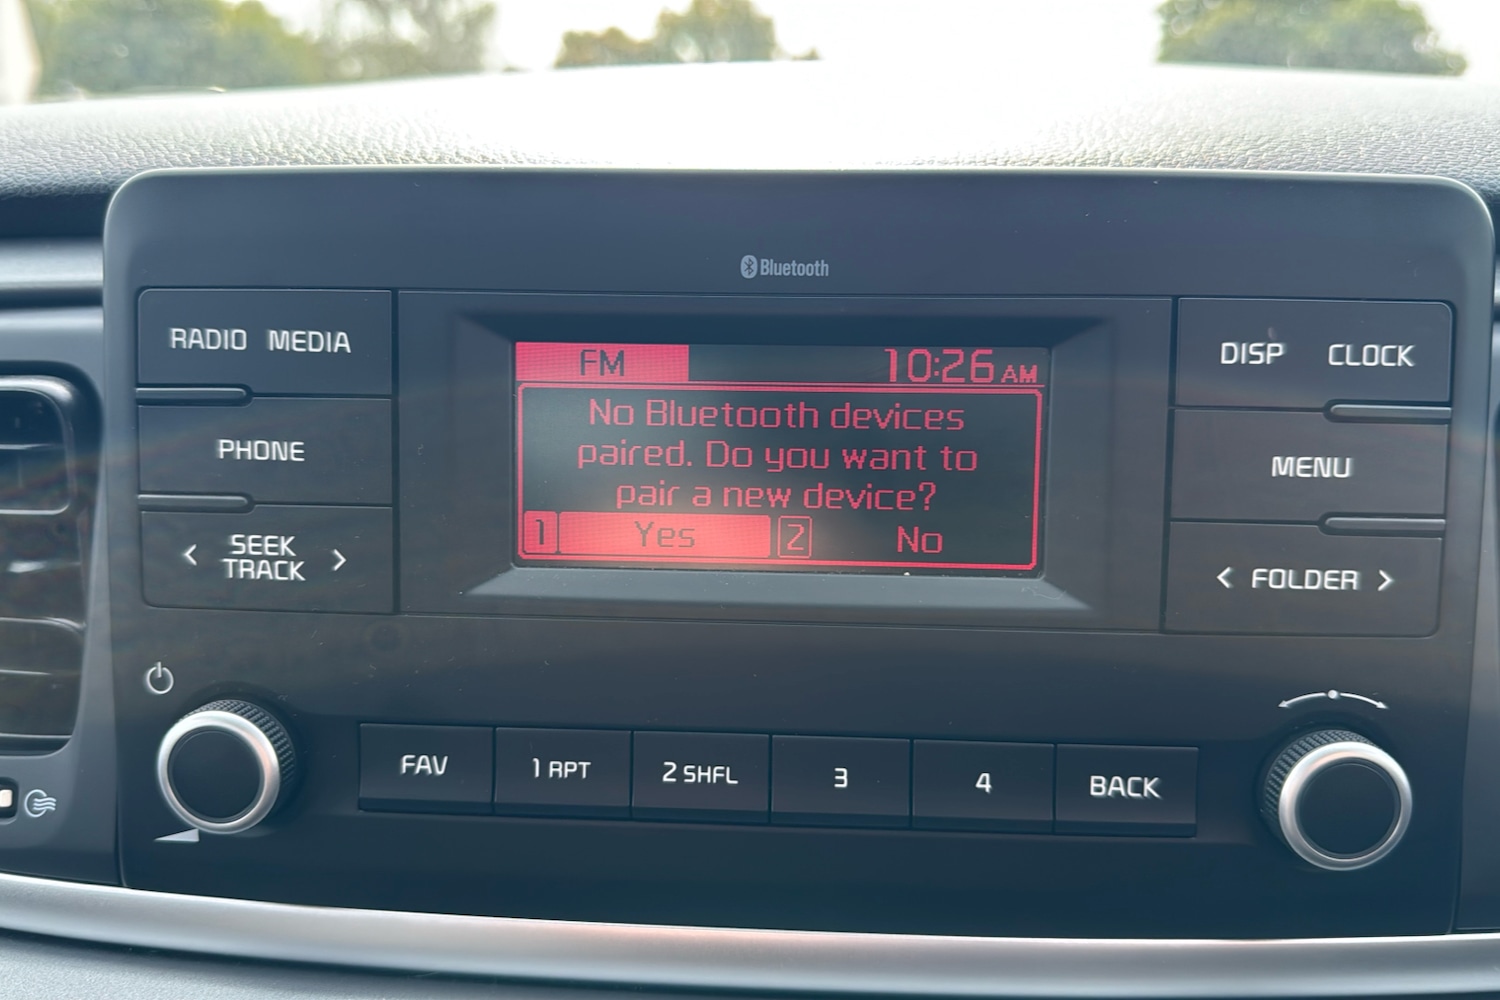 Bluetooth
RADIO MEDIA
PHONE
< SEEK >
TRACK
FM 10:26 AM
No Bluetooth devices
paired. Do you want to
pair a new device?
1 Yes 2 No
DISP CLOCK
MENU
< FOLDER >
FAV 1 RPT 2 SHFL 3 4 BACK